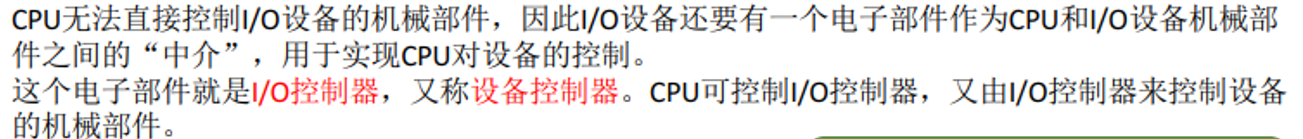 CPU无法直接控制I/O设备的机械部件，因此I/O设备还要有一个电子部件作为CPU和I/O设备机械部
件之间的“中介”，用于实现CPU对设备的控制。
这个电子部件就是I/O控制器，又称设备控制器。CPU可控制I/O控制器，又由I/O控制器来控制设备
的机械部件。